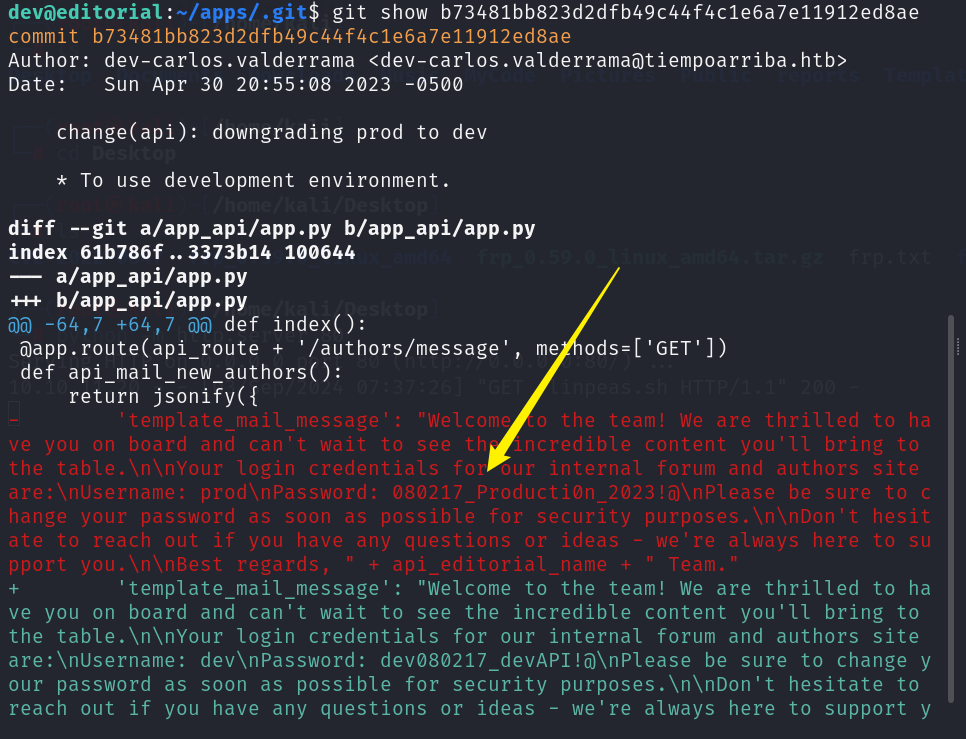 dev@editorial:~/apps/.git$ git show b73481bb823d2dfb49c44f4c1e6a7e11912ed8ae
commit b73481bb823d2dfb49c44f4c1e6a7e11912ed8ae
Author: dev-carlos.valderrama <dev-carlos.valderrama@tiempoarriba.htb>
Date:   Sun Apr 30 20:55:08 2023 -0500

    change(api): downgrading prod to dev

    * To use development environment.

diff --git a/app_api/app.py b/app_api/app.py
index 61b786f..3373b14 100644
--- a/app_api/app.py
+++ b/app_api/app.py
@@ -64,7 +64,7 @@ def index():
 @app.route(api_route + '/authors/message', methods=['GET'])
 def api_mail_new_authors():
     return jsonify({
-        'template_mail_message': "Welcome to the team! We are thrilled to ha
ve you on board and can't wait to see the incredible content you'll bring to
the table.\n\nYour login credentials for our internal forum and authors site
are:\nUsername: prod\nPassword: 080217_Producti0n_2023!@\nPlease be sure to c
hange your password as soon as possible for security purposes.\n\nDon't hesit
ate to reach out if you have any questions or ideas - we're always here to su
pport you.\n\nBest regards, " + api_editorial_name + " Team."
+        'template_mail_message': "Welcome to the team! We are thrilled to ha
ve you on board and can't wait to see the incredible content you'll bring to
the table.\n\nYour login credentials for our internal forum and authors site
are:\nUsername: dev\nPassword: dev080217_devAPI!@\nPlease be sure to change y
our password as soon as possible for security purposes.\n\nDon't hesitate to
reach out if you have any questions or ideas - we're always here to support y